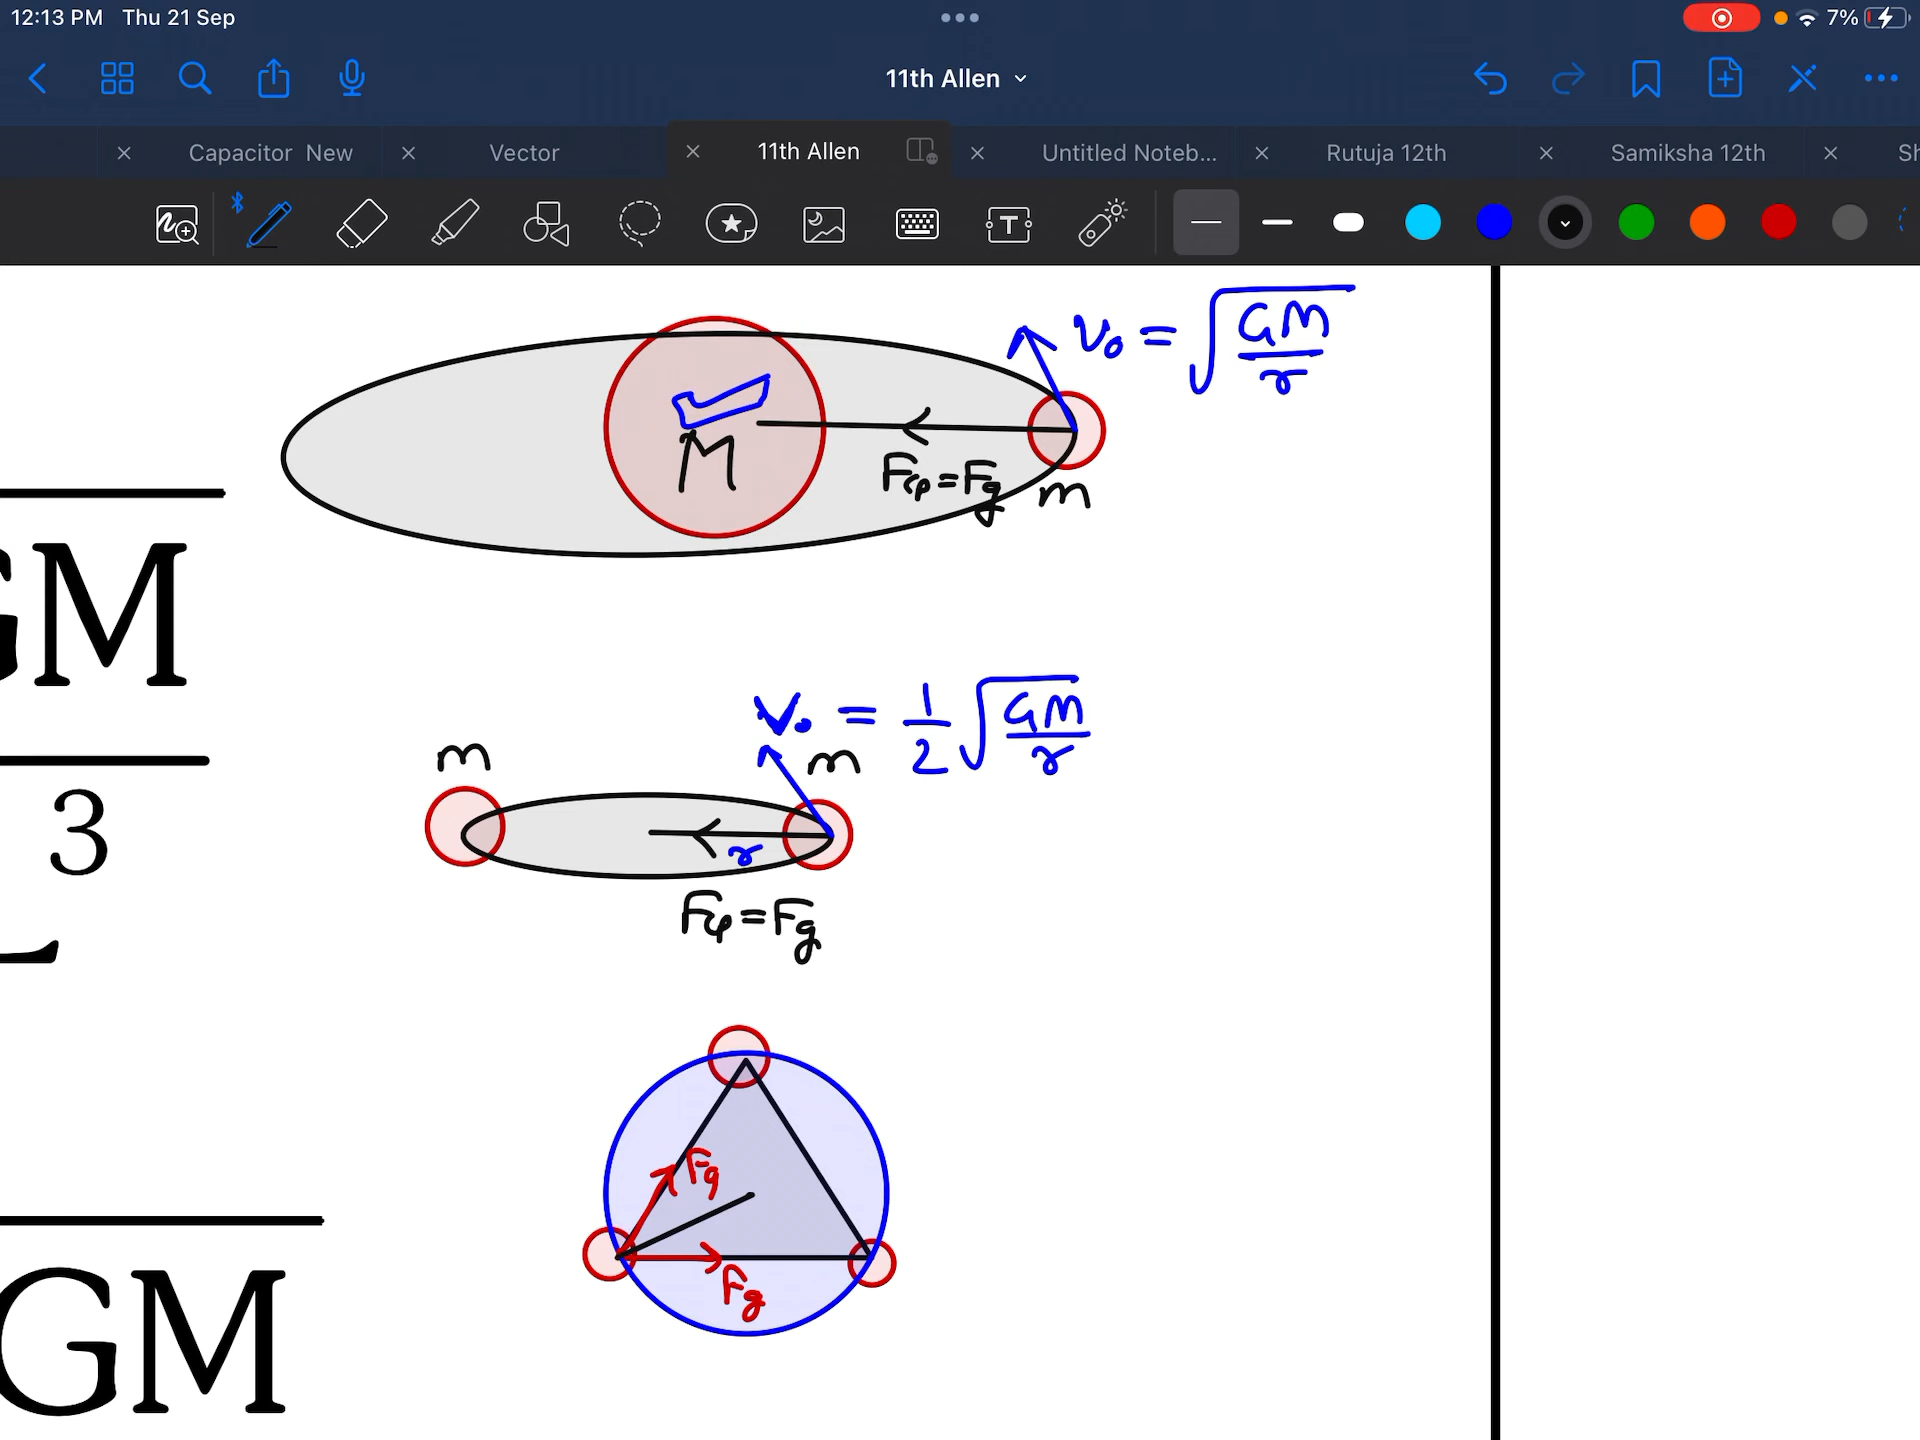 12:13 PM Thu 21 Sep
7%
11th Allen
Capacitor New
Vector
11th Allen
Untitled Noteb...
Rutuja 12th
Samiksha 12th
Sh
T
v₀ = √(GM/r)
M
Fcp = Fg
m
GM
v₀ = 1/2 √(GM/r)
m
m
3
r
Fcp = Fg
Fg
Fg
GM